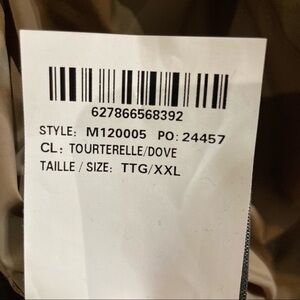 627866568392
STYLE: M120005 PO: 24457
CL: TOURTERELLE/DOVE
TAILLE / SIZE: TTG/XXL